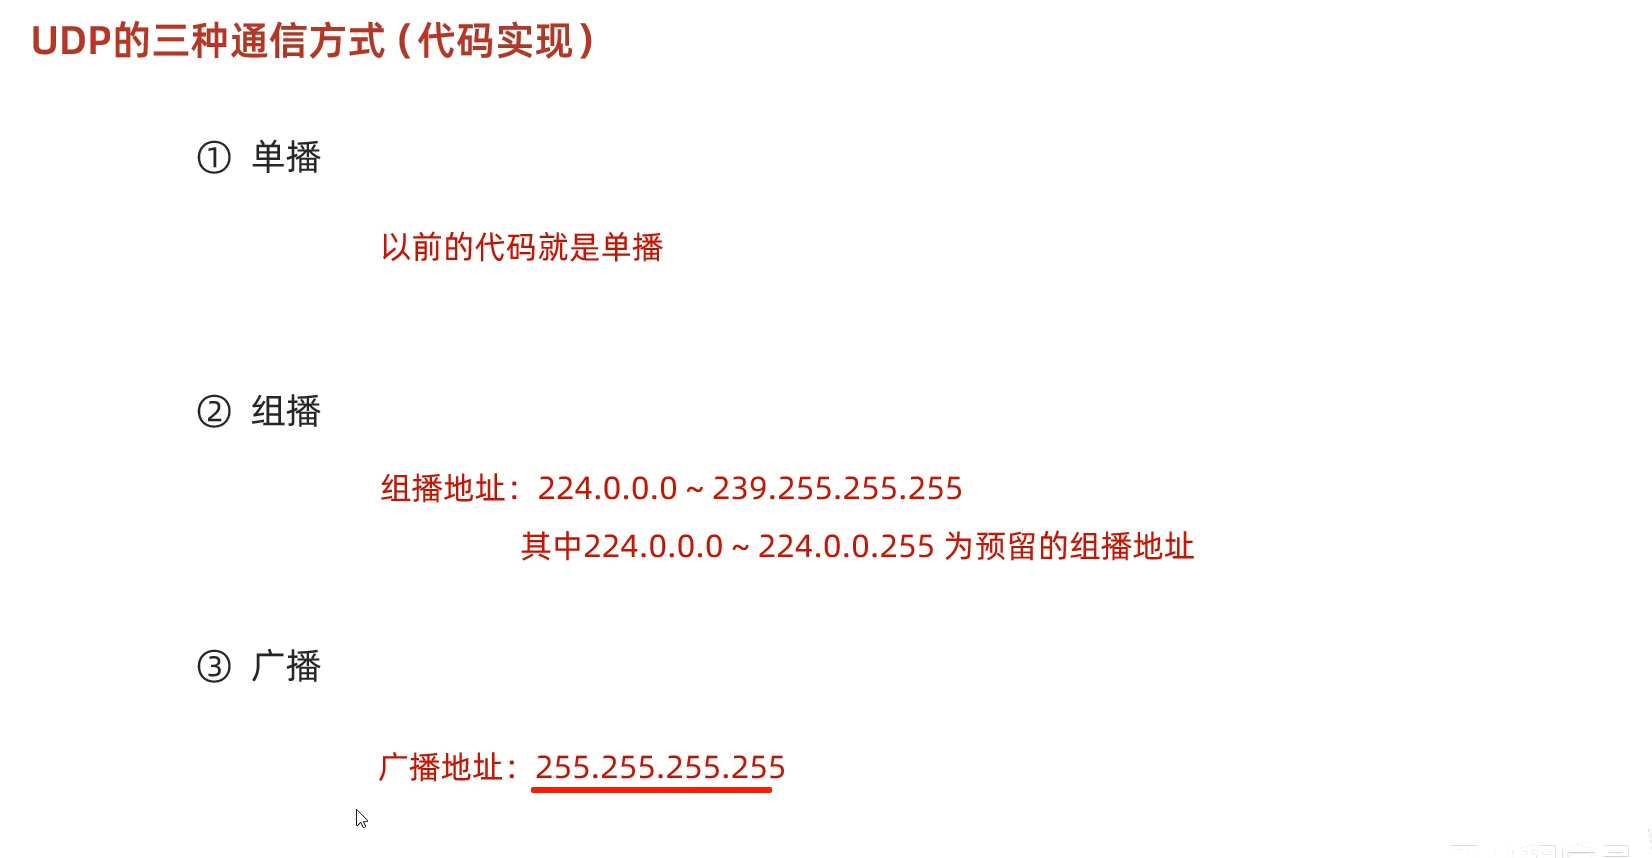 UDP的三种通信方式（代码实现）
① 单播
以前的代码就是单播
② 组播
组播地址：224.0.0.0 ~ 239.255.255.255
其中224.0.0.0 ~ 224.0.0.255 为预留的组播地址
③ 广播
广播地址：255.255.255.255